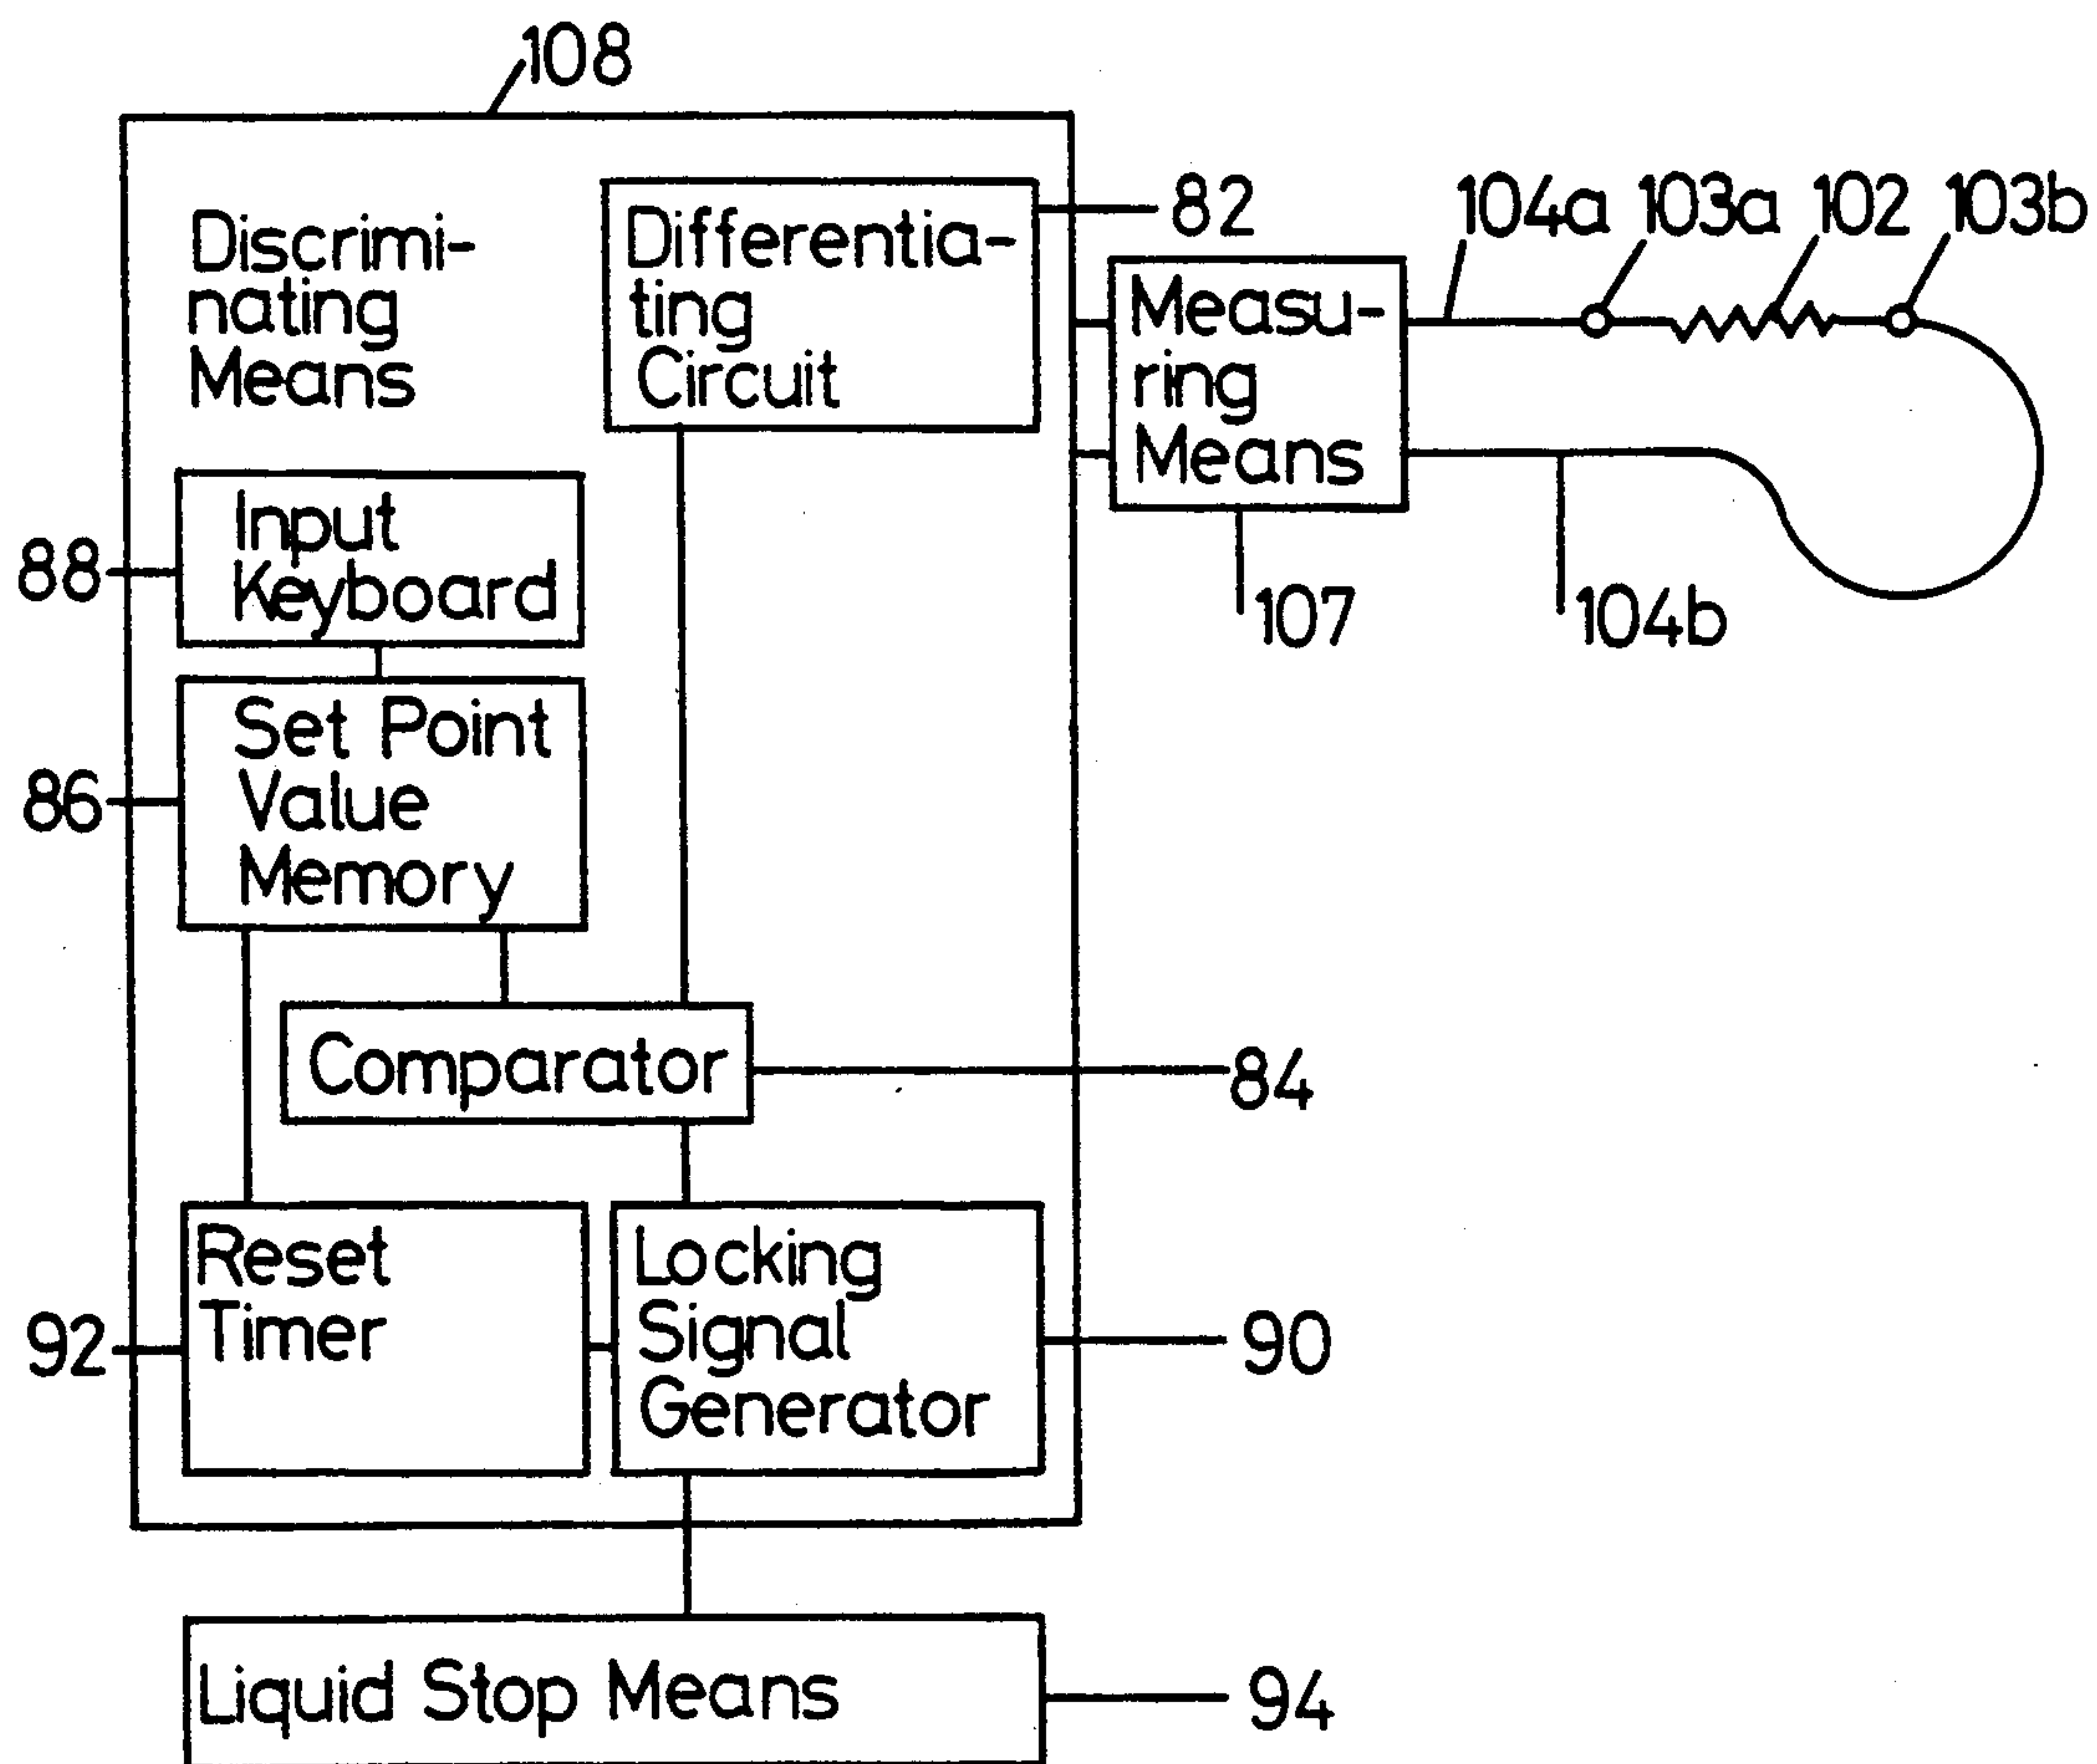 108
Discrimi-
nating
Means
Differentia-
ting
Circuit
82
104a 103a 102 103b
Measu-
ring
Means
107
104b
88
Input
Keyboard
86
Set Point
Value
Memory
Comparator
84
92
Reset
Timer
Locking
Signal
Generator
90
Liquid Stop Means
94